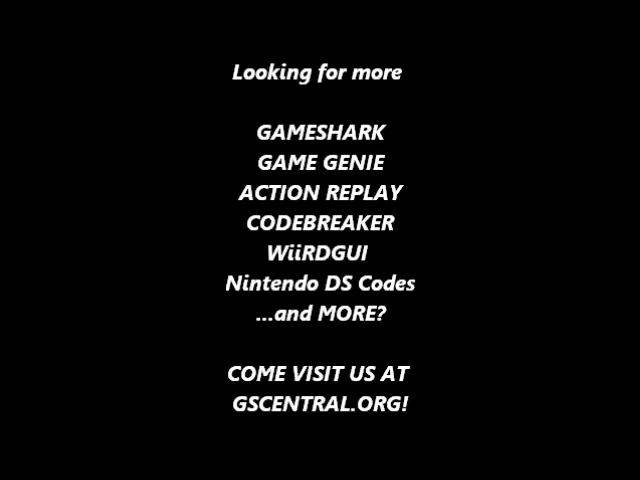 Looking for more
GAMESHARK
GAME GENIE
ACTION REPLAY
CODEBREAKER
WiiRDGUI
Nintendo DS Codes
...and MORE?
COME VISIT US AT
GSCENTRAL.ORG!